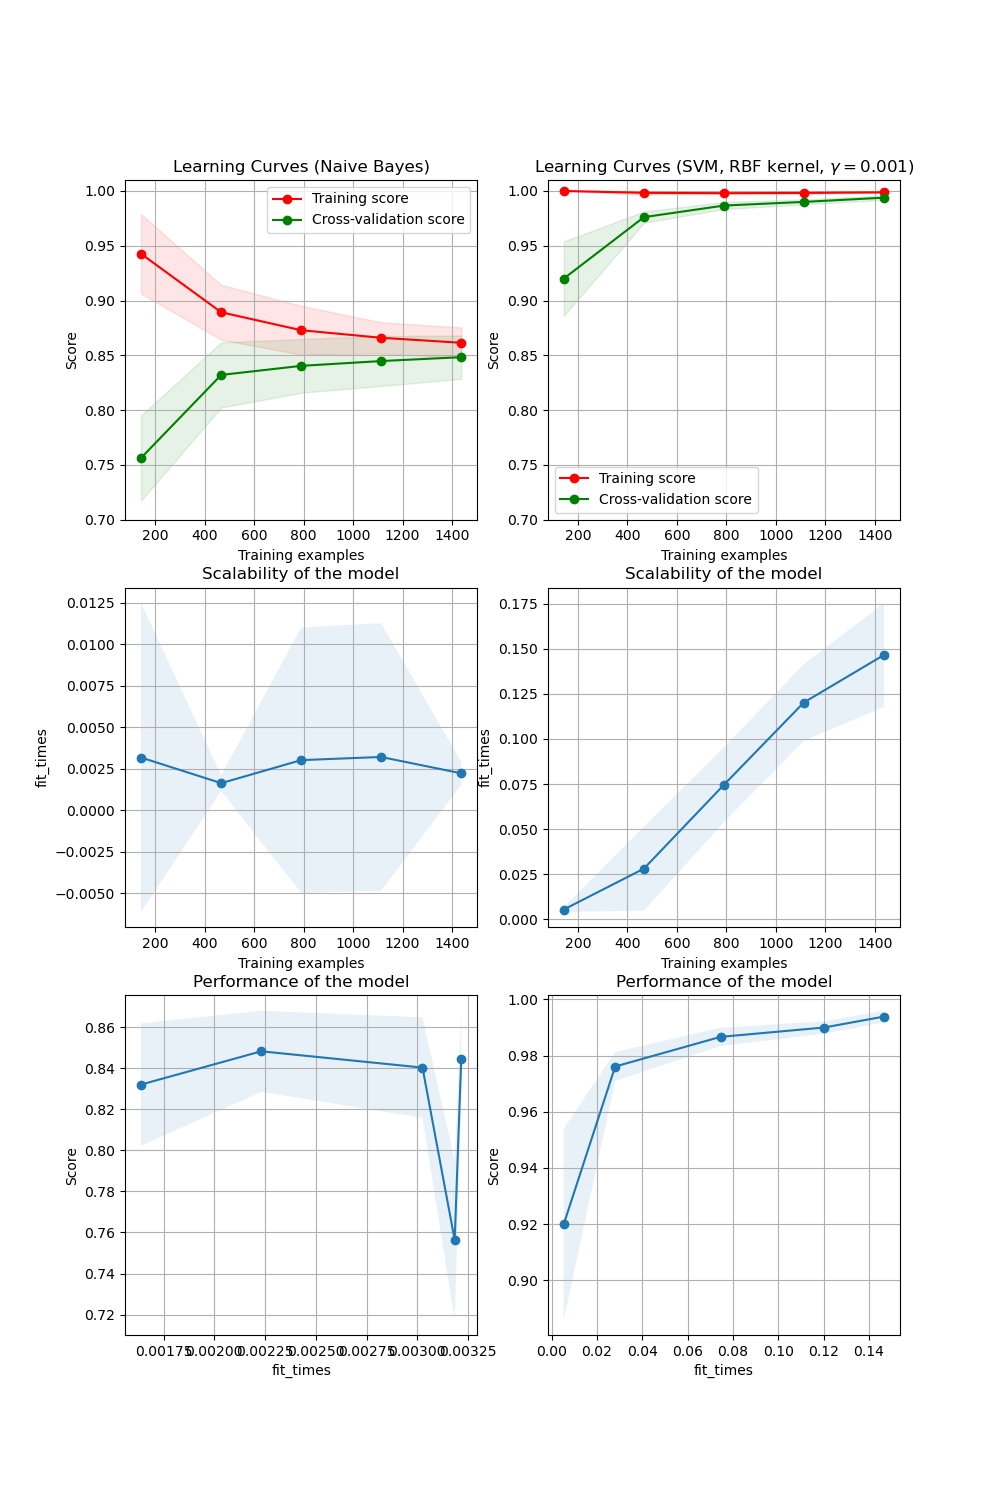 Learning Curves (Naive Bayes)
1.00
0.95
0.90
0.85
0.80
0.75
0.70
Score
Training score
Cross-validation score
200 400 600 800 1000 1200 1400
Training examples
Learning Curves (SVM, RBF kernel, γ = 0.001)
1.00
0.95
0.90
0.85
0.80
0.75
0.70
Score
Training score
Cross-validation score
200 400 600 800 1000 1200 1400
Training examples
Scalability of the model
0.0125
0.0100
0.0075
0.0050
0.0025
0.0000
−0.0025
−0.0050
fit_times
200 400 600 800 1000 1200 1400
Training examples
Scalability of the model
0.175
0.150
0.125
0.100
0.075
0.050
0.025
0.000
fit_times
200 400 600 800 1000 1200 1400
Training examples
Performance of the model
0.86
0.84
0.82
0.80
0.78
0.76
0.74
0.72
Score
0.00175 0.00200 0.00225 0.00250 0.00275 0.00300 0.00325
fit_times
Performance of the model
1.00
0.98
0.96
0.94
0.92
0.90
Score
0.00 0.02 0.04 0.06 0.08 0.10 0.12 0.14
fit_times